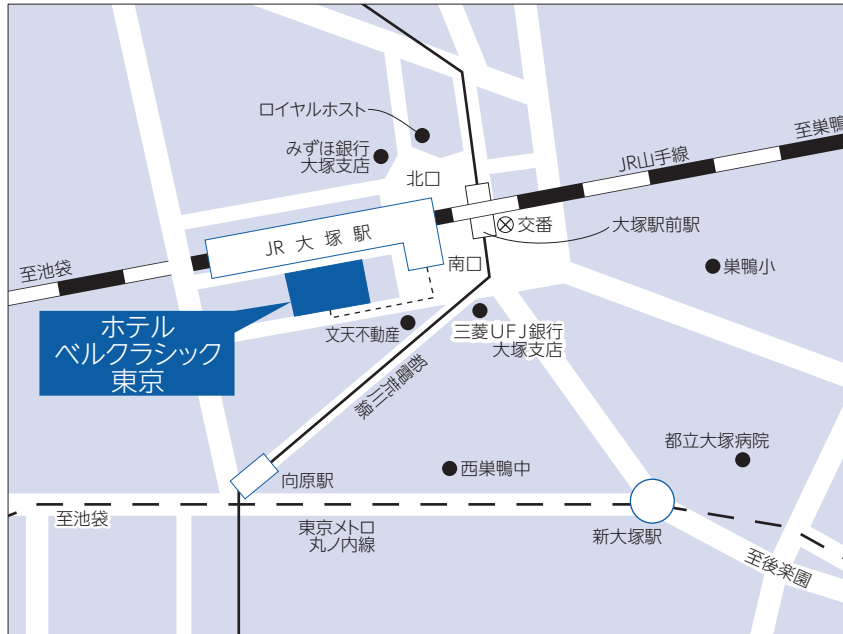 ロイヤルホスト
みずほ銀行
大塚支店
北口
JR山手線
至巣鴨
交番
大塚駅前駅
JR大塚駅
南口
至池袋
巣鴨小
ホテル
ベルクラシック
東京
文天不動産
三菱UFJ銀行
大塚支店
都電荒川線
都立大塚病院
西巣鴨中
向原駅
至池袋
東京メトロ
丸ノ内線
新大塚駅
至後楽園